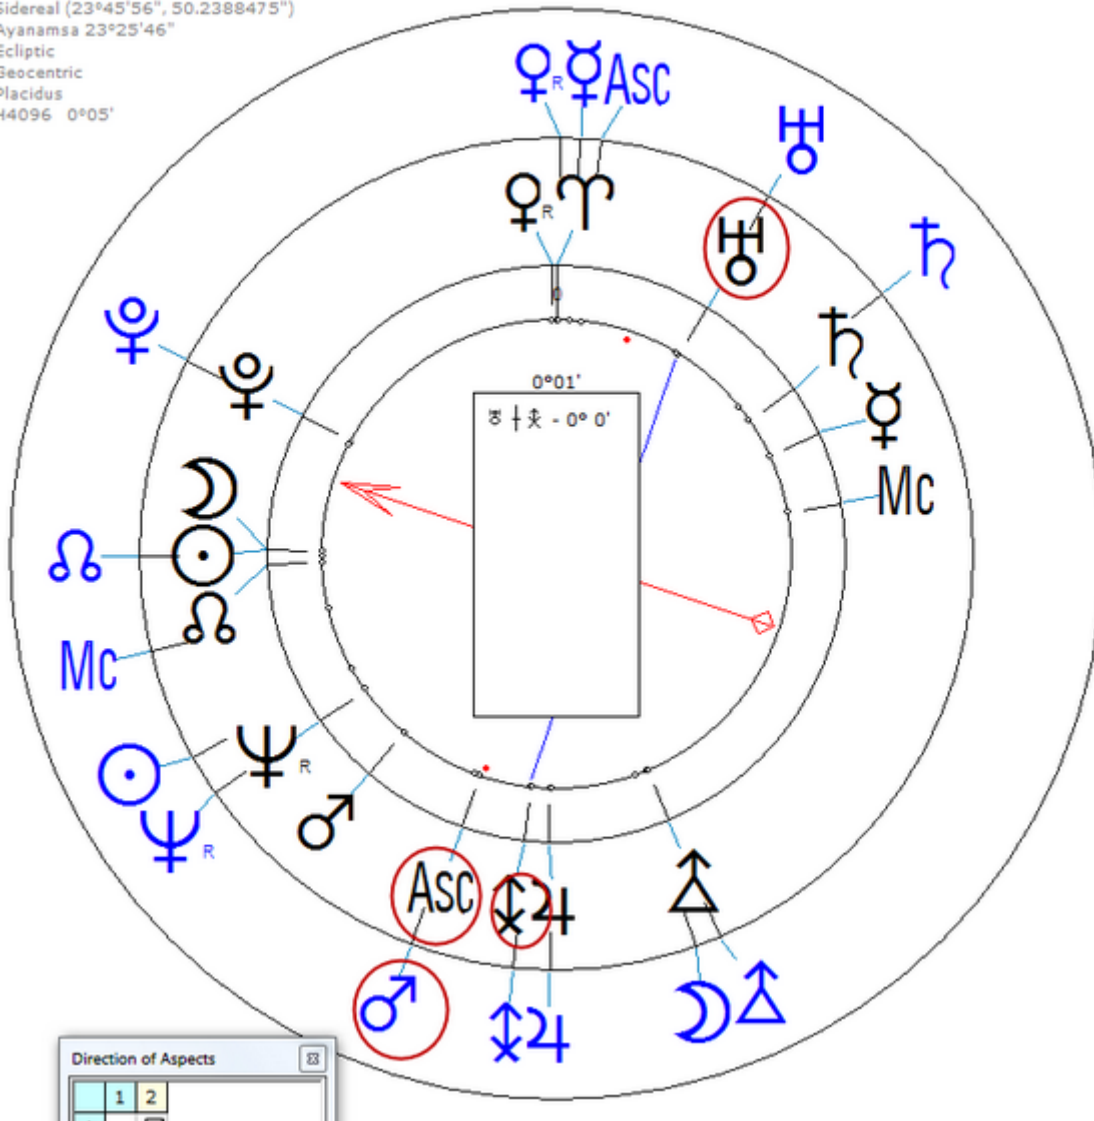 Sidereal (23°45'56", 50.2388475")
Ayanamsa 23°25'46"
Ecliptic
Geocentric
Placidus
H4096 0°05'
R
Asc
R
0°01'
- 0° 0'
Mc
Mc
R
R
Asc
Direction of Aspects
1 2